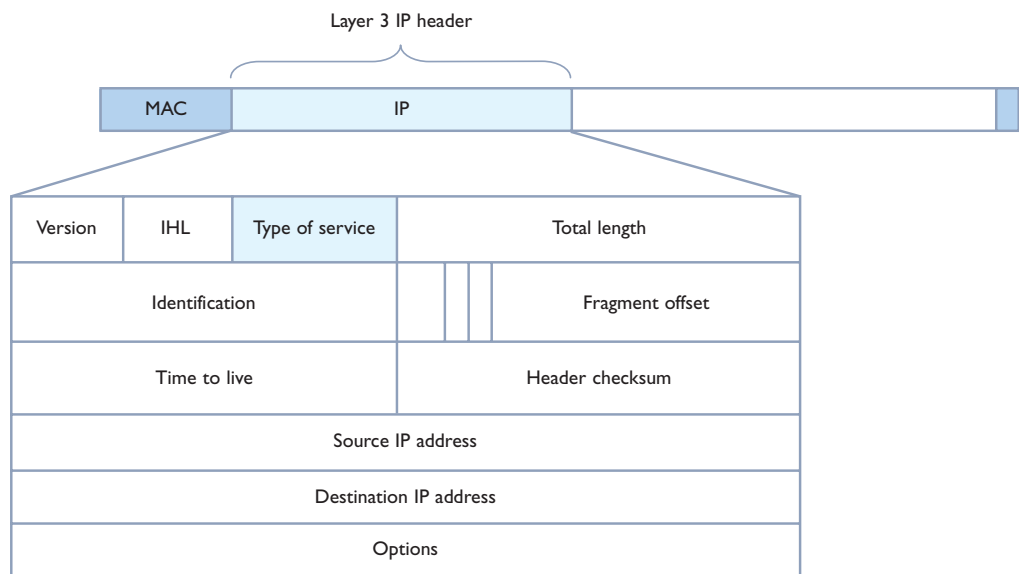 Layer 3 IP header
MAC IP
Version IHL Type of service Total length
Identification Fragment offset
Time to live Header checksum
Source IP address
Destination IP address
Options